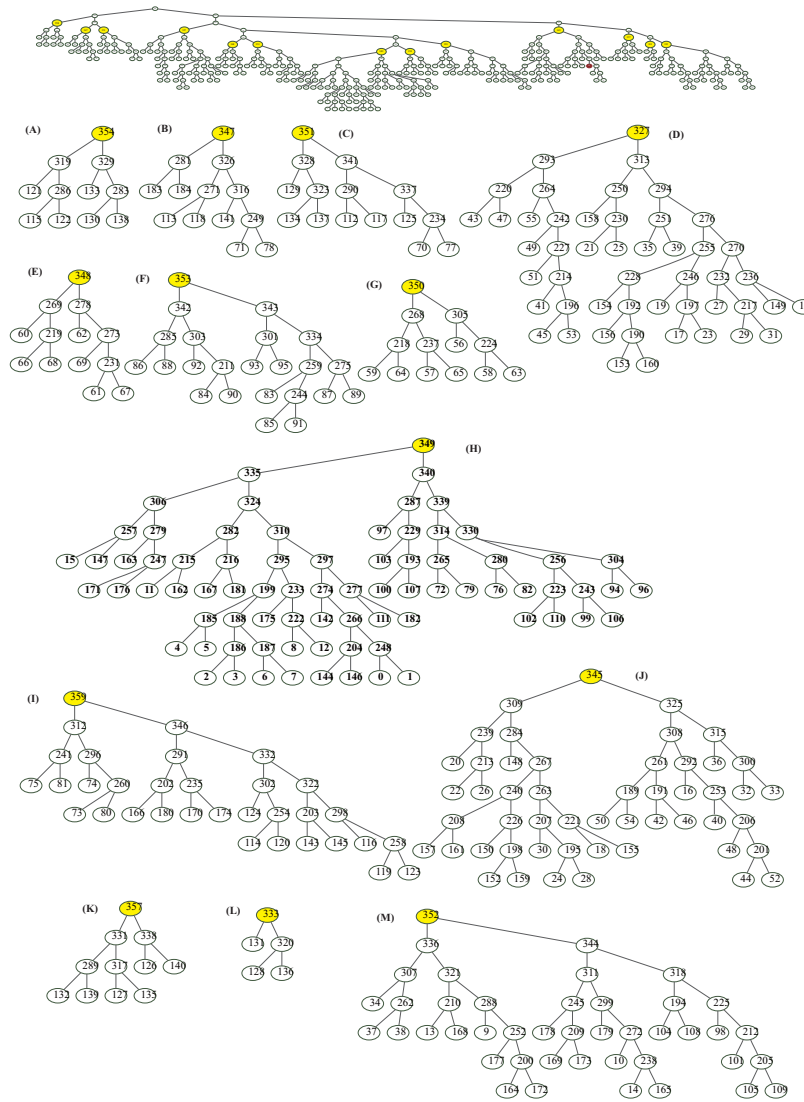 (A) 354 (B) 347 351 (C) 327 (D)
319 329 281 326 328 341 293 313
121 286 133 283 183 184 271 316 129 323 290 337 220 264 250 294
115 122 130 138 113 118 141 249 134 137 112 117 125 234 43 47 55 242 158 230 251 276
71 78 70 77 49 227 21 25 35 39 255 270
(E) 348 (F) 353 (G) 350 51 214 228 246 232 236
269 278 342 343 268 305 41 196 154 192 19 197 27 217 149 1
60 219 62 273 285 303 301 334 218 237 56 224 45 53 156 190 17 23 29 31
66 68 69 231 86 88 92 211 93 95 259 275 59 64 57 65 58 63 153 160
61 67 84 90 83 244 87 89
85 91
349 (H)
335 340
306 324 287 339
257 279 282 310 97 229 314 330
15 147 163 247 215 216 295 297 103 193 265 280 256 304
171 176 11 162 167 181 199 233 274 277 100 107 72 79 76 82 223 243 94 96
185 188 175 222 142 266 111 182 102 110 99 106
4 5 186 187 8 12 204 248
2 3 6 7 144 146 0 1
(I) 359 345 (J)
312 346 309 325
241 296 291 332 239 284 308 315
75 81 74 260 202 235 302 322 20 213 148 267 261 292 36 300
73 80 166 180 170 174 124 254 203 298 22 26 240 263 189 191 16 253 32 33
114 120 143 145 116 258 208 226 207 221 50 54 42 46 40 206
119 123 157 161 150 198 30 195 18 155 48 201
152 159 24 28 44 52
(K) 357 (L) 333 (M) 352
331 338 131 320 336 344
289 317 126 140 128 136 307 321 311 318
132 139 127 135 34 262 210 288 245 299 194 225
37 38 13 168 9 252 178 209 179 272 104 108 98 212
177 200 169 173 10 238 101 205
164 172 14 165 105 109